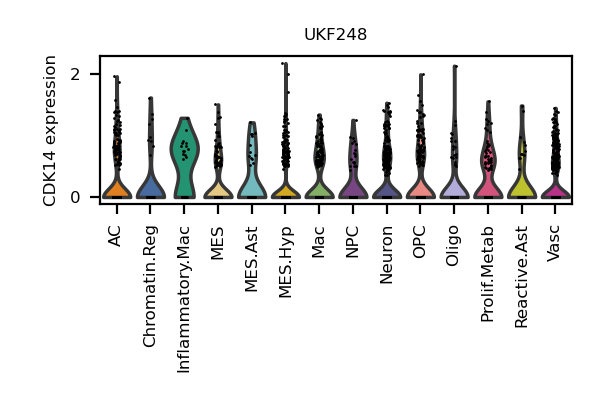 UKF248
CDK14 expression
2
0
AC
Chromatin.Reg
Inflammatory.Mac
MES
MES.Ast
MES.Hyp
Mac
NPC
Neuron
OPC
Oligo
Prolif.Metab
Reactive.Ast
Vasc